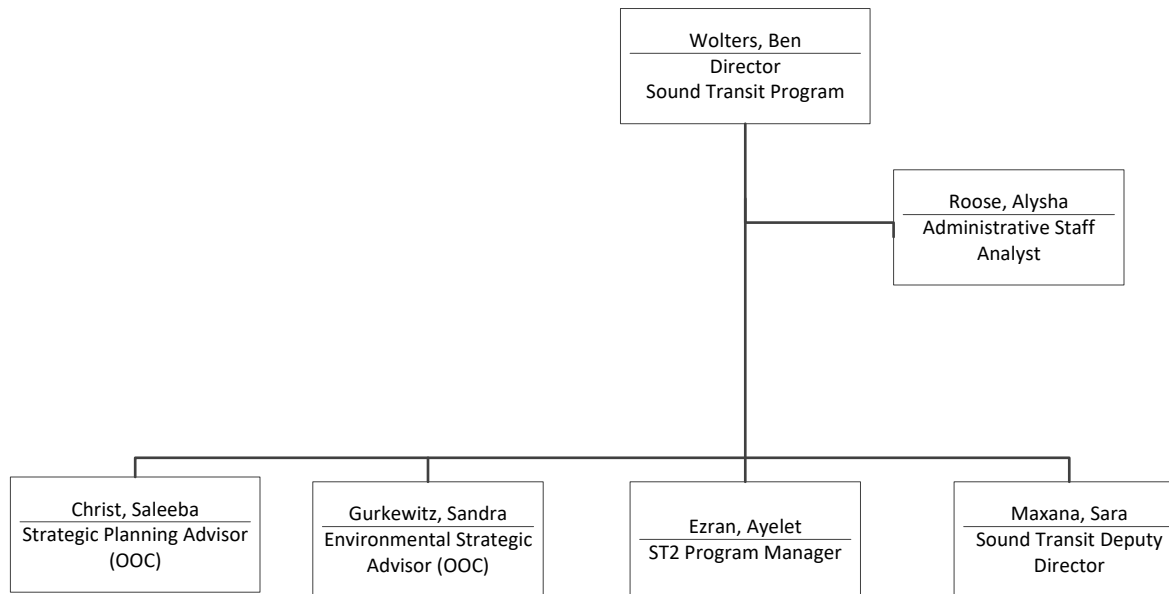 Wolters, Ben
Director
Sound Transit Program
Roose, Alysha
Administrative Staff
Analyst
Christ, Saleeba
Strategic Planning Advisor
(OOC)
Gurkewitz, Sandra
Environmental Strategic
Advisor (OOC)
Ezran, Ayelet
ST2 Program Manager
Maxana, Sara
Sound Transit Deputy
Director